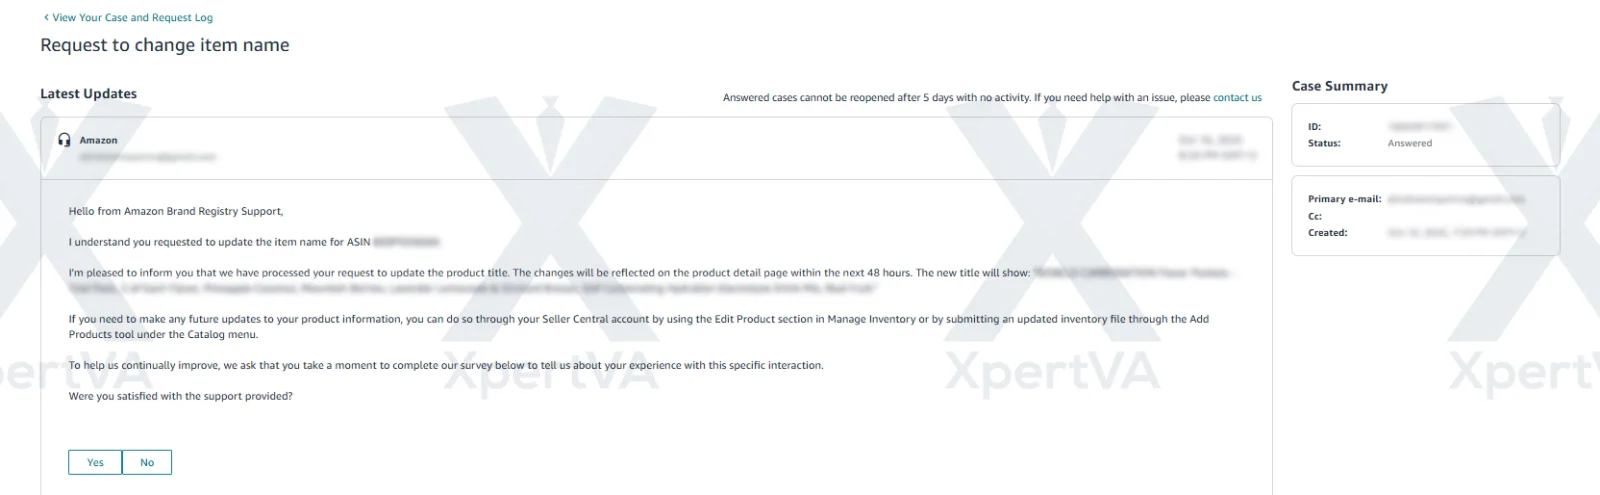 View Your Case and Request Log
Request to change item name
Latest Updates
Answered cases cannot be reopened after 5 days with no activity. If you need help with an issue, please contact us
Amazon
Hello from Amazon Brand Registry Support,
I understand you requested to update the item name for ASIN
I'm pleased to inform you that we have processed your request to update the product title. The changes will be reflected on the product detail page within the next 48 hours. The new title will show:
If you need to make any future updates to your product information, you can do so through your Seller Central account by using the Edit Product section in Manage Inventory or by submitting an updated inventory file through the Add
Products tool under the Catalog menu.
To help us continually improve, we ask that you take a moment to complete our survey below to tell us about your experience with this specific interaction.
Were you satisfied with the support provided?
Yes No
Case Summary
ID:
Status: Answered
Primary e-mail:
Cc:
Created:
pertVA XpertVA XpertVA XpertV